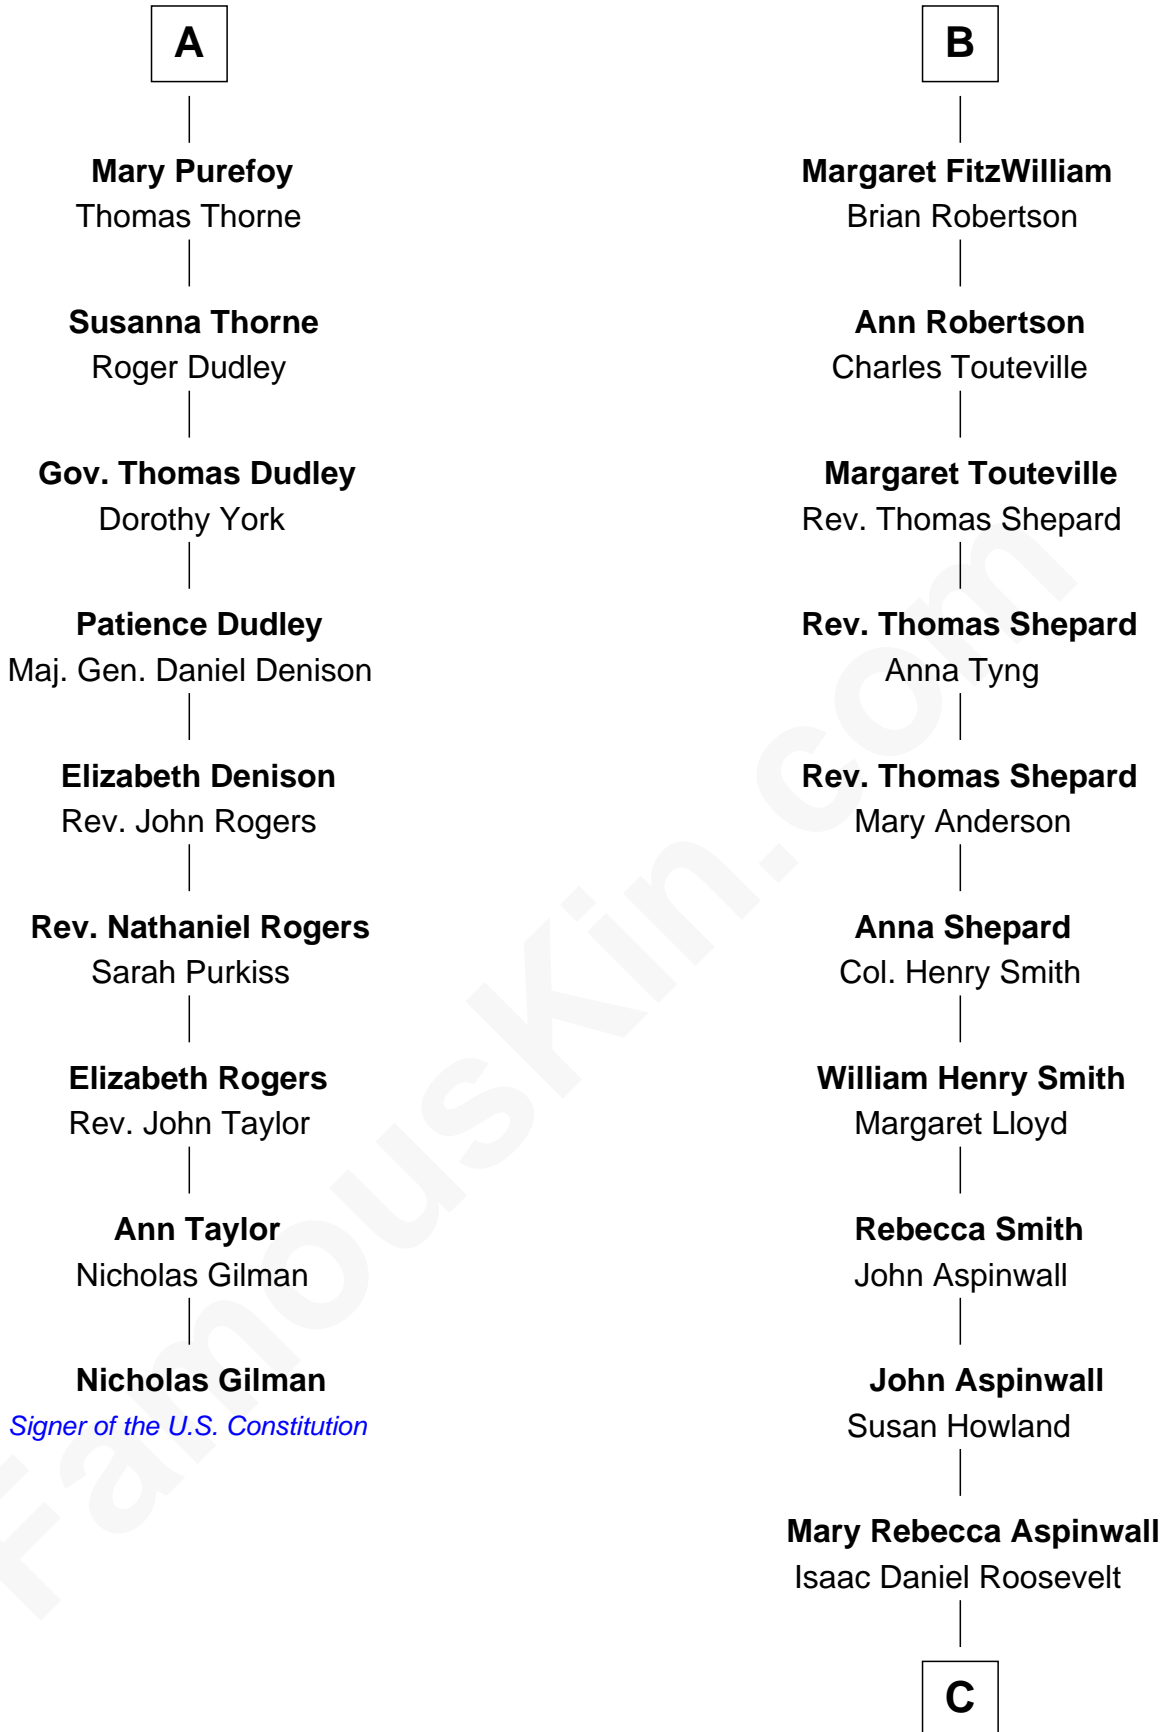 A
Mary Purefoy
Thomas Thorne
Susanna Thorne
Roger Dudley
Gov. Thomas Dudley
Dorothy York
Patience Dudley
Maj. Gen. Daniel Denison
Elizabeth Denison
Rev. John Rogers
Rev. Nathaniel Rogers
Sarah Purkiss
Elizabeth Rogers
Rev. John Taylor
Ann Taylor
Nicholas Gilman
Nicholas Gilman
Signer of the U.S. Constitution
B
Margaret FitzWilliam
Brian Robertson
Ann Robertson
Charles Touteville
Margaret Touteville
Rev. Thomas Shepard
Rev. Thomas Shepard
Anna Tyng
Rev. Thomas Shepard
Mary Anderson
Anna Shepard
Col. Henry Smith
William Henry Smith
Margaret Lloyd
Rebecca Smith
John Aspinwall
John Aspinwall
Susan Howland
Mary Rebecca Aspinwall
Isaac Daniel Roosevelt
C
FamousKin.com